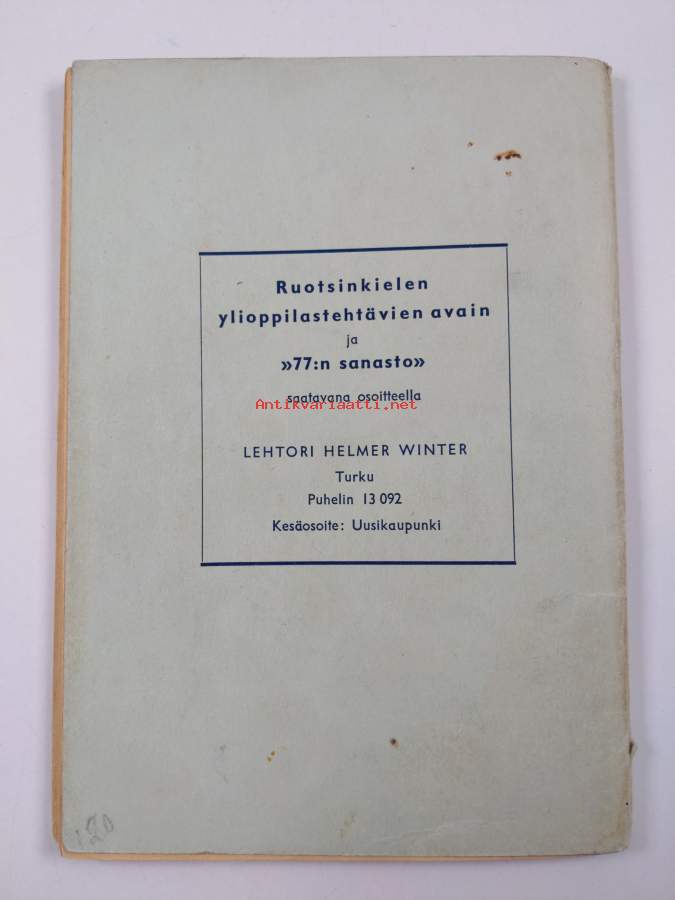 Ruotsinkielen
ylioppilastehtävien avain
ja
»77:n sanasto»
saatavana osoitteella
Antikvariaatti.net
LEHTORI HELMER WINTER
Turku
Puhelin 13 092
Kesäosoite: Uusikaupunki
120